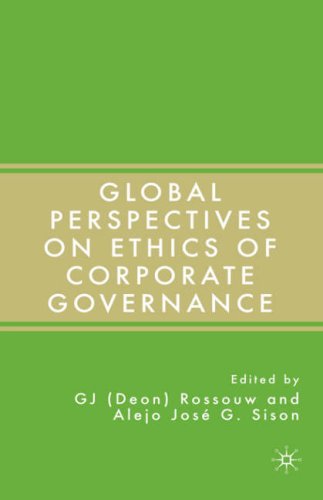 GLOBAL
PERSPECTIVES
ON ETHICS OF
CORPORATE
GOVERNANCE
Edited by
GJ (Deon) Rossouw and
Alejo José G. Sison